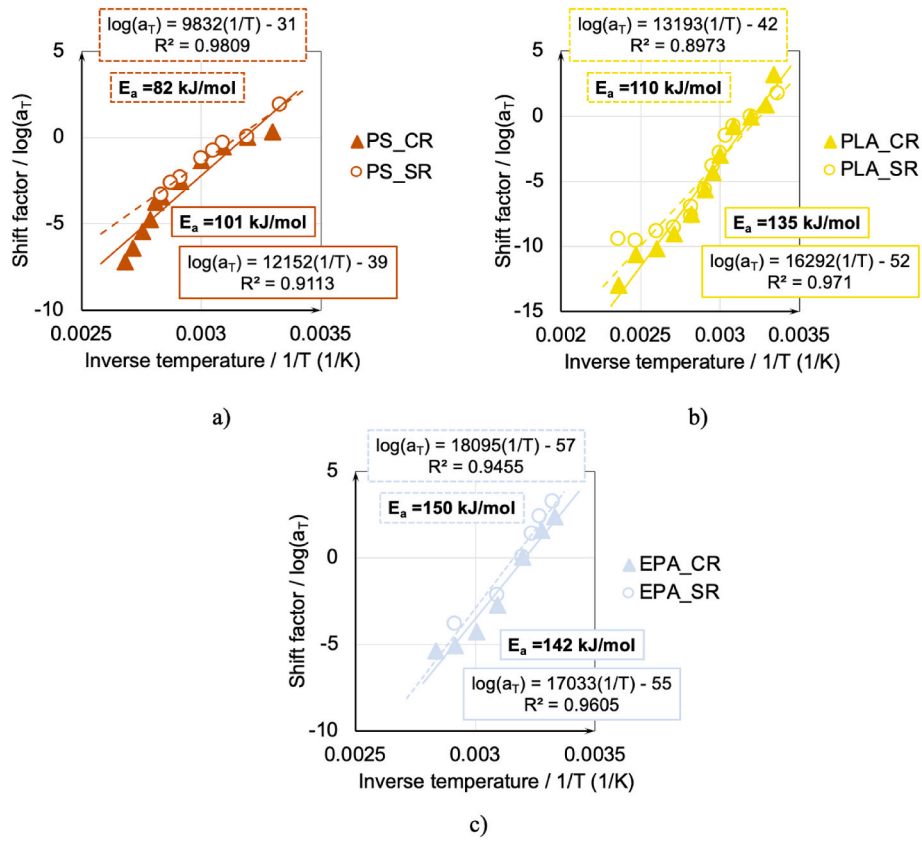 log(aT) = 9832(1/T) - 31
R² = 0.9809
Ea =82 kJ/mol
5
0
-5
-10
Shift factor / log(aT)
PS_CR
PS_SR
Ea =101 kJ/mol
log(aT) = 12152(1/T) - 39
R² = 0.9113
0.0025
0.003
0.0035
Inverse temperature / 1/T (1/K)
a)
log(aT) = 13193(1/T) - 42
R² = 0.8973
Ea =110 kJ/mol
5
0
-5
-10
-15
Shift factor / log(aT)
PLA_CR
PLA_SR
Ea =135 kJ/mol
log(aT) = 16292(1/T) - 52
R² = 0.971
0.002
0.0025
0.003
0.0035
Inverse temperature / 1/T (1/K)
b)
log(aT) = 18095(1/T) - 57
R² = 0.9455
Ea =150 kJ/mol
5
0
-5
-10
Shift factor / log(aT)
EPA_CR
EPA_SR
Ea =142 kJ/mol
log(aT) = 17033(1/T) - 55
R² = 0.9605
0.0025
0.003
0.0035
Inverse temperature / 1/T (1/K)
c)